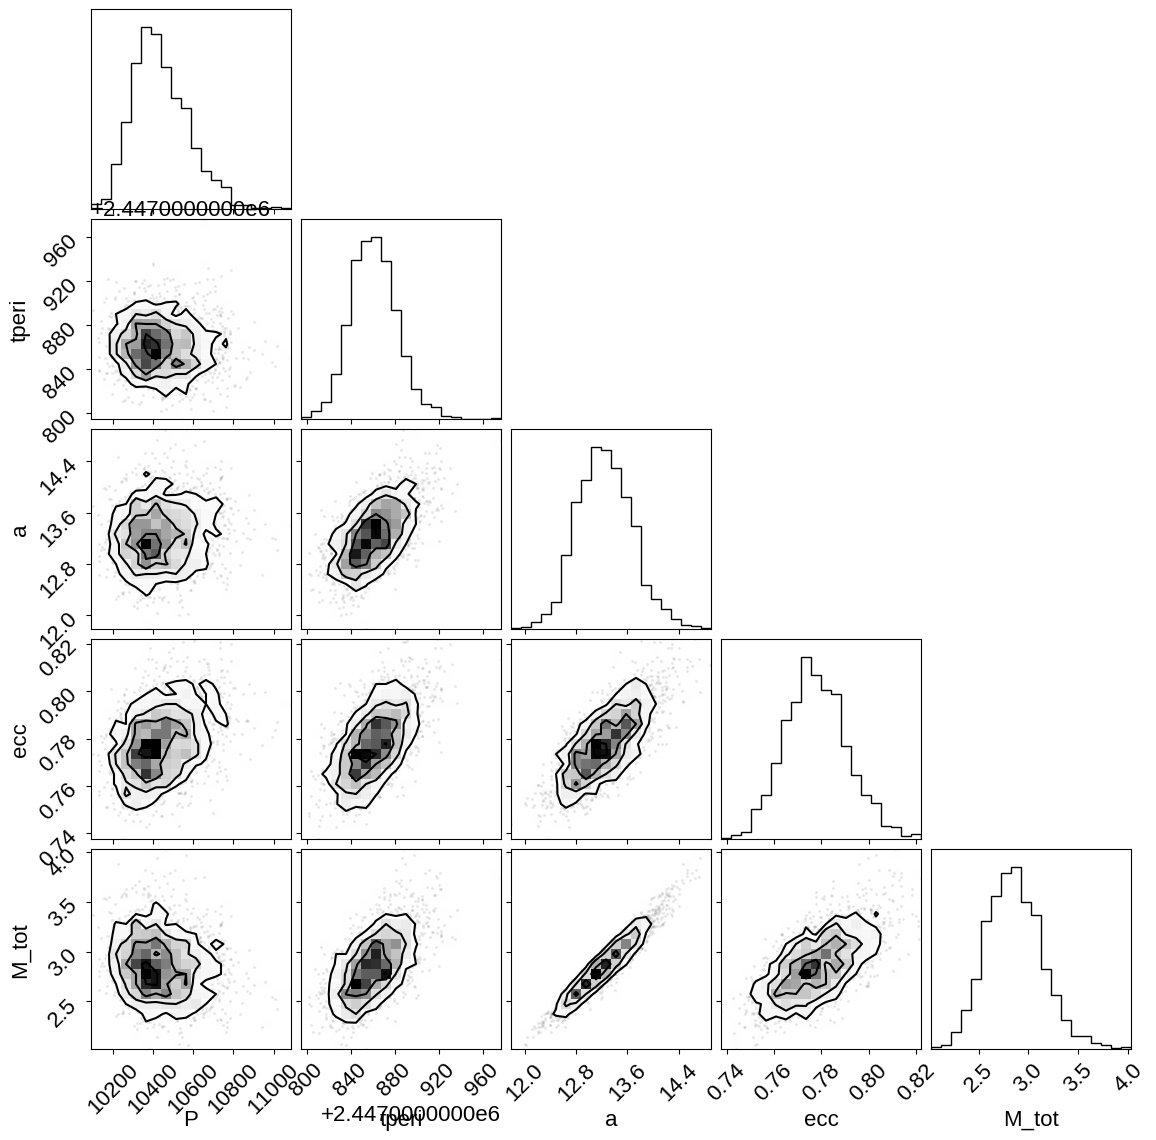 +2.4470000000e6
960
920
880
840
800
tperi
14.4
13.6
12.8
12.0
a
0.82
0.80
0.78
0.76
0.74
ecc
4.0
3.5
3.0
2.5
M_tot
10200 10400 10600 10800 11000
800 840 880 920 960
12.0 12.8 13.6 14.4
0.74 0.76 0.78 0.80 0.82
2.5 3.0 3.5 4.0
+2.4470000000e6
P tperi a ecc M_tot